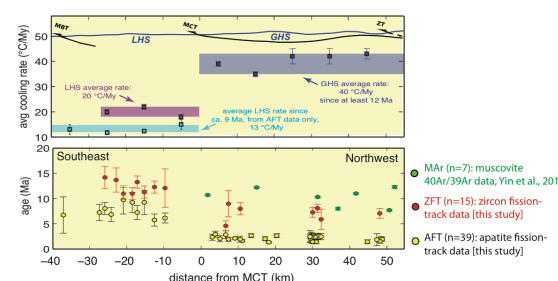 MBT
MCT
ZT
LHS
GHS
avg cooling rate (°C/My)
50
40
30
20
10
LHS average rate:
20 °C/My
GHS average rate:
40 °C/My
since at least 12 Ma
average LHS rate since
ca. 9 Ma, from AFT data only,
13 °C/My
Southeast
Northwest
age (Ma)
20
15
10
5
0
−40
−30
−20
−10
0
10
20
30
40
50
distance from MCT (km)
MAr (n=7): muscovite
40Ar/39Ar data, Yin et al., 201
ZFT (n=15): zircon fission-
track data [this study]
AFT (n=39): apatite fission-
track data [this study]